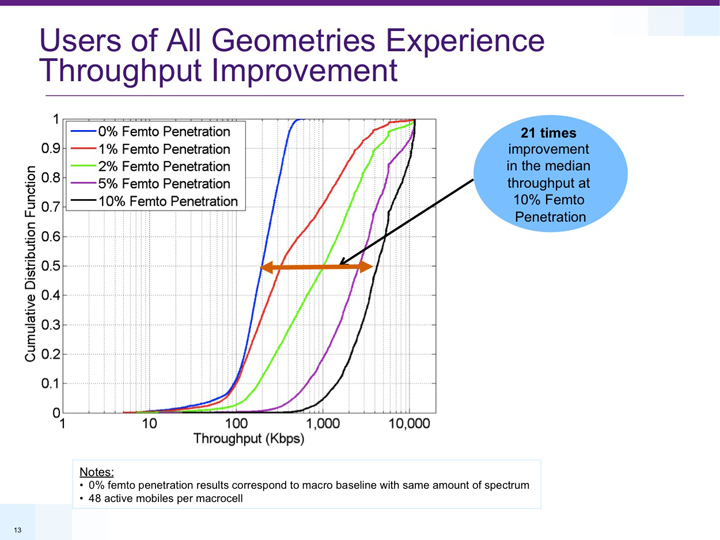 Users of All Geometries Experience
Throughput Improvement
1
0.9
0.8
0.7
0.6
0.5
0.4
0.3
0.2
0.1
0
Cumulative Distribution Function
0% Femto Penetration
1% Femto Penetration
2% Femto Penetration
5% Femto Penetration
10% Femto Penetration
1 10 100 1,000 10,000
Throughput (Kbps)
21 times
improvement
in the median
throughput at
10% Femto
Penetration
Notes:
• 0% femto penetration results correspond to macro baseline with same amount of spectrum
• 48 active mobiles per macrocell
13